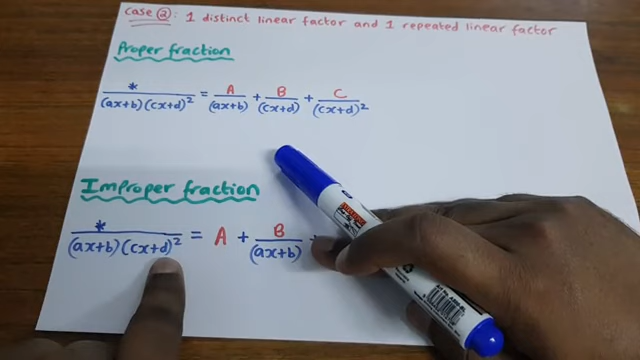 Case ②: 1 distinct linear factor and 1 repeated linear factor
Proper fraction
* / (ax+b)(cx+d)² = A / (ax+b) + B / (cx+d) + C / (cx+d)²
Improper fraction
* / (ax+b)(cx+d)² = A + B / (ax+b) +